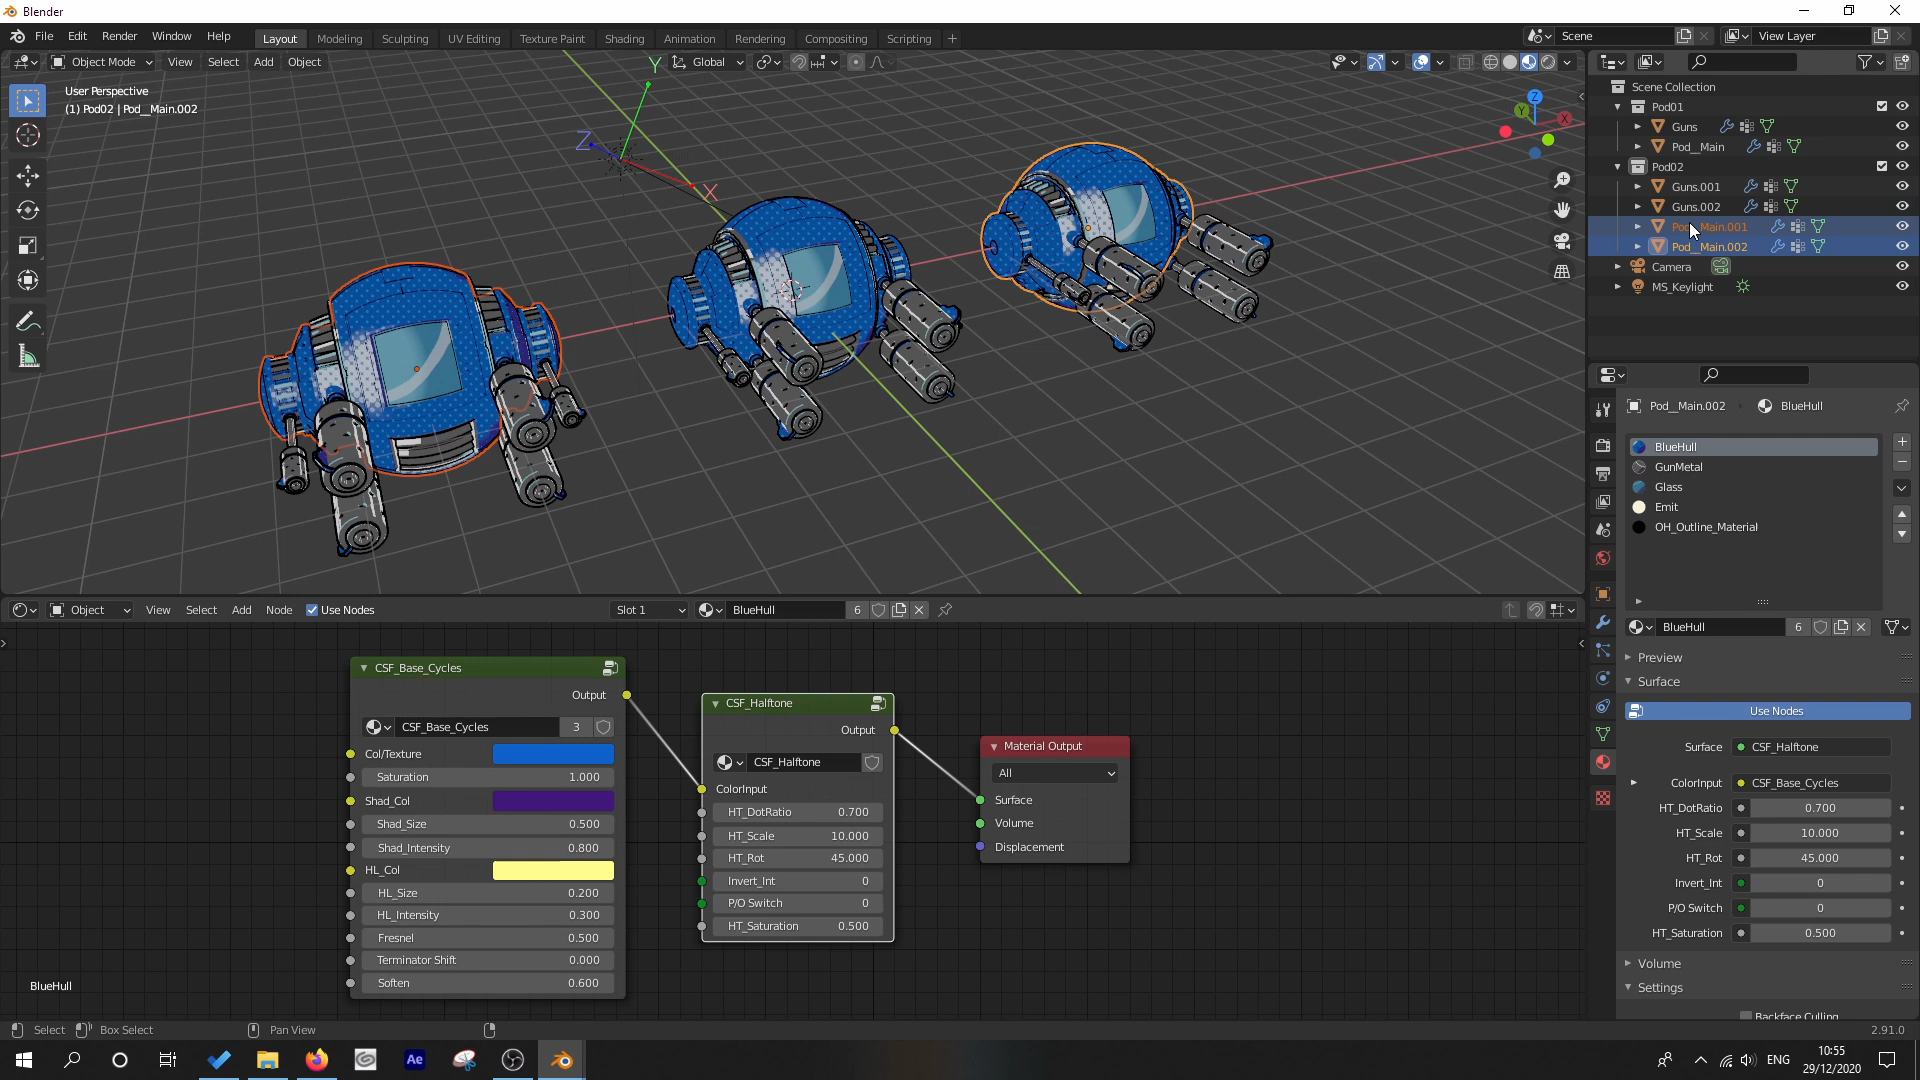 Blender
File Edit Render Window Help Layout Modeling Sculpting UV Editing Texture Paint Shading Animation Rendering Compositing Scripting + Scene View Layer
Object Mode View Select Add Object Global
User Perspective
(1) Pod02 | Pod__Main.002
Y
Z
X
Z
Y
X
Scene Collection
Pod01
Guns
Pod__Main
Pod02
Guns.001
Guns.002
Pod__Main.001
Pod__Main.002
Camera
MS_Keylight
Pod__Main.002 BlueHull
BlueHull
GunMetal
Glass
Emit
OH_Outline_Material
BlueHull 6
Preview
Surface
Use Nodes
Surface CSF_Halftone
ColorInput CSF_Base_Cycles
HT_DotRatio 0.700
HT_Scale 10.000
HT_Rot 45.000
Invert_Int 0
P/O Switch 0
HT_Saturation 0.500
Volume
Settings
Backface Culling
Object View Select Add Node Use Nodes Slot 1 BlueHull 6
CSF_Base_Cycles
Output
CSF_Base_Cycles 3
Col/Texture
Saturation 1.000
Shad_Col
Shad_Size 0.500
Shad_Intensity 0.800
HL_Col
HL_Size 0.200
HL_Intensity 0.300
Fresnel 0.500
Terminator Shift 0.000
Soften 0.600
CSF_Halftone
Output
CSF_Halftone
ColorInput
HT_DotRatio 0.700
HT_Scale 10.000
HT_Rot 45.000
Invert_Int 0
P/O Switch 0
HT_Saturation 0.500
Material Output
All
Surface
Volume
Displacement
BlueHull
Select Box Select Pan View 2.91.0
Ae ENG 10:55
29/12/2020